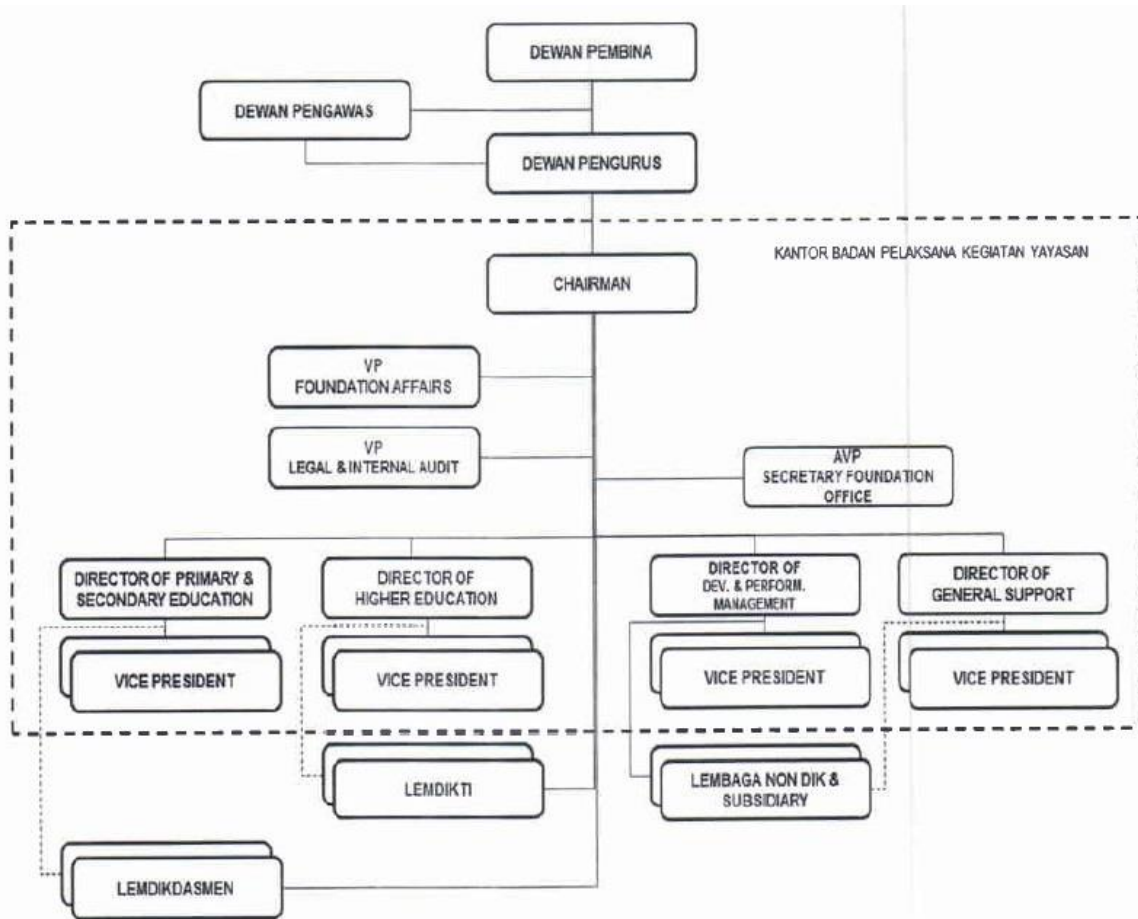 DEWAN PEMBINA
DEWAN PENGAWAS
DEWAN PENGURUS
KANTOR BADAN PELAKSANA KEGIATAN YAYASAN
CHAIRMAN
VP
FOUNDATION AFFAIRS
VP
LEGAL & INTERNAL AUDIT
AVP
SECRETARY FOUNDATION
OFFICE
DIRECTOR OF PRIMARY &
SECONDARY EDUCATION
DIRECTOR OF
HIGHER EDUCATION
DIRECTOR OF
DEV. & PERFORM.
MANAGEMENT
DIRECTOR OF
GENERAL SUPPORT
VICE PRESIDENT
VICE PRESIDENT
VICE PRESIDENT
VICE PRESIDENT
LEMDIKTI
LEMBAGA NON DIK &
SUBSIDIARY
LEMDIKDASMEN